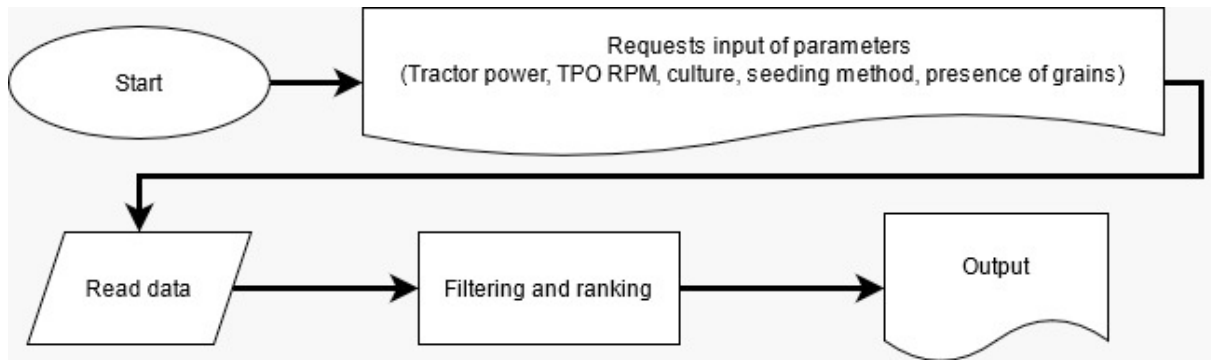 Start
Requests input of parameters
(Tractor power, TPO RPM, culture, seeding method, presence of grains)
Read data
Filtering and ranking
Output